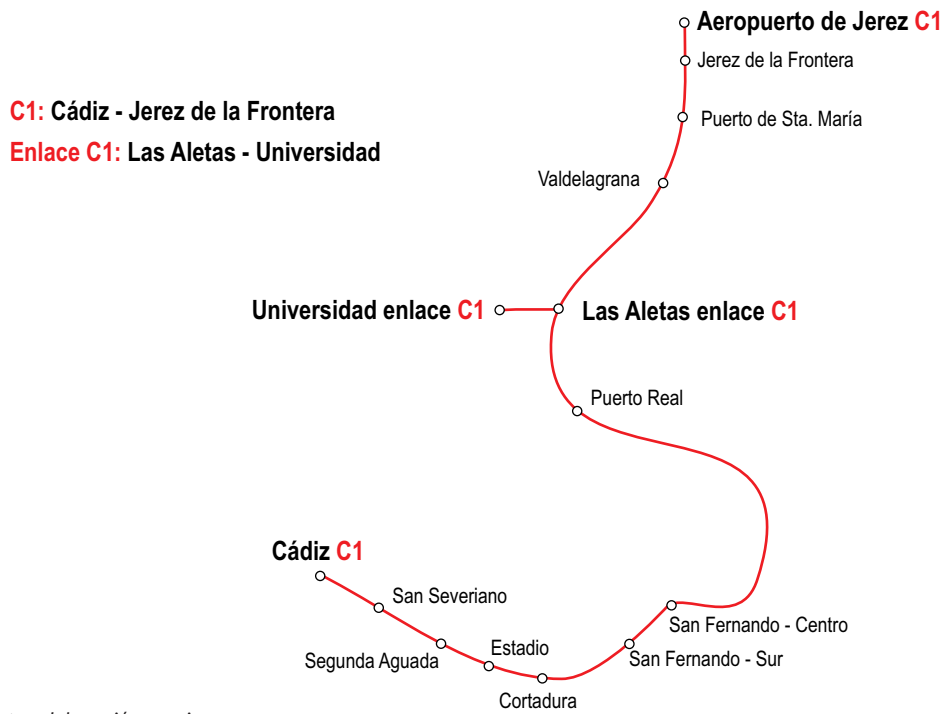 Aeropuerto de Jerez C1
Jerez de la Frontera
C1: Cádiz - Jerez de la Frontera
Puerto de Sta. María
Enlace C1: Las Aletas - Universidad
Valdelagrana
Universidad enlace C1
Las Aletas enlace C1
Puerto Real
Cádiz C1
San Severiano
San Fernando - Centro
Estadio
Segunda Aguada
San Fernando - Sur
Cortadura